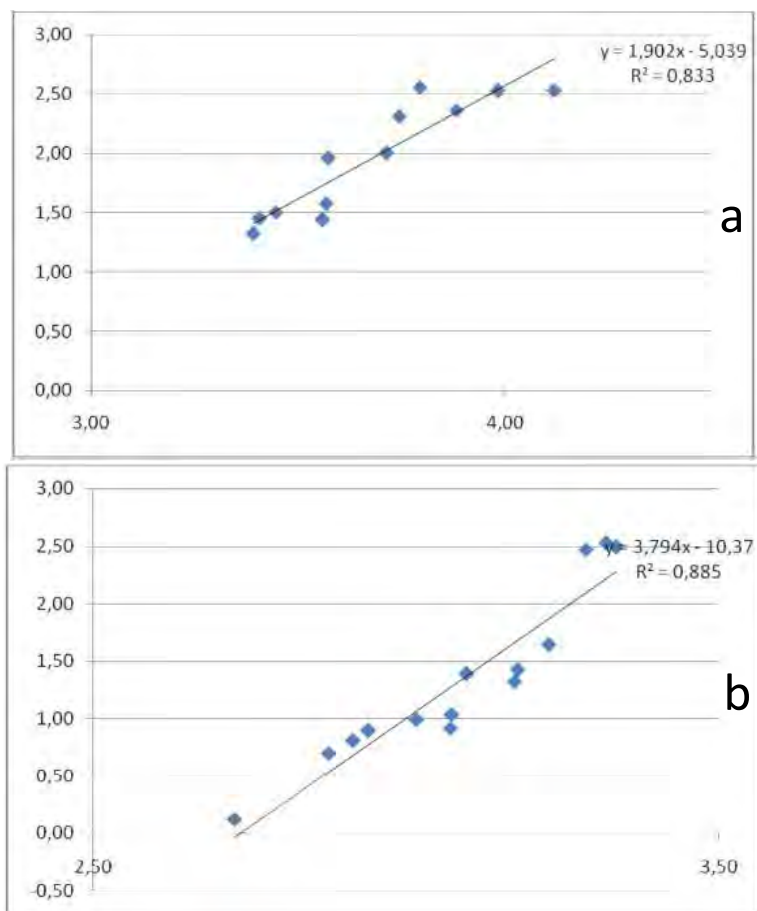 3,00
y = 1,902x - 5,039
R² = 0,833
2,50
2,00
1,50
a
1,00
0,50
0,00
3,00 4,00
3,00
2,50
y = 3,794x - 10,37
R² = 0,885
2,00
1,50
b
1,00
0,50
0,00
2,50 3,50
-0,50